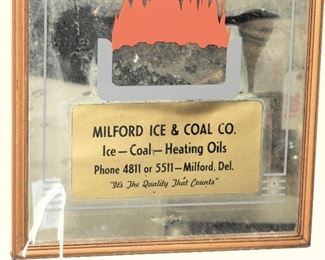 MILFORD ICE & COAL CO.
Ice — Coal — Heating Oils
Phone 4811 or 5511 — Milford, Del.
"It's The Quality That Counts"